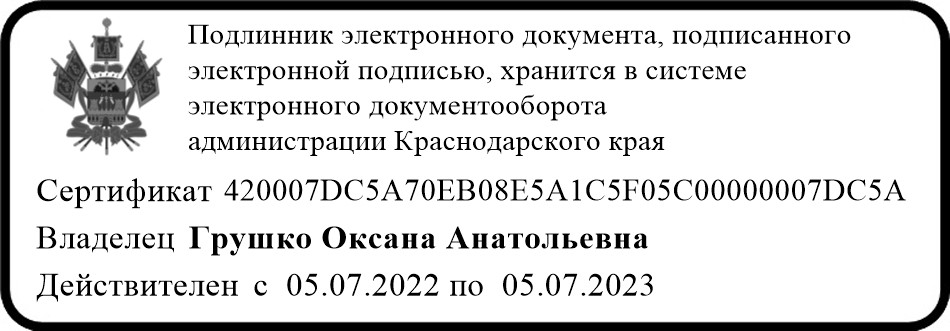 Подлинник электронного документа, подписанного
электронной подписью, хранится в системе
электронного документооборота
администрации Краснодарского края
Сертификат 420007DC5A70EB08E5A1C5F05C00000007DC5A
Владелец Грушко Оксана Анатольевна
Действителен с 05.07.2022 по 05.07.2023